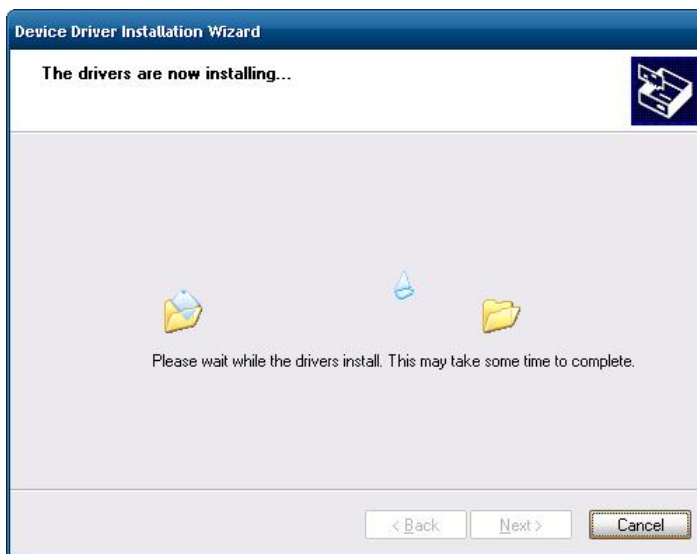 Device Driver Installation Wizard
The drivers are now installing...
Please wait while the drivers install. This may take some time to complete.
< Back
Next >
Cancel